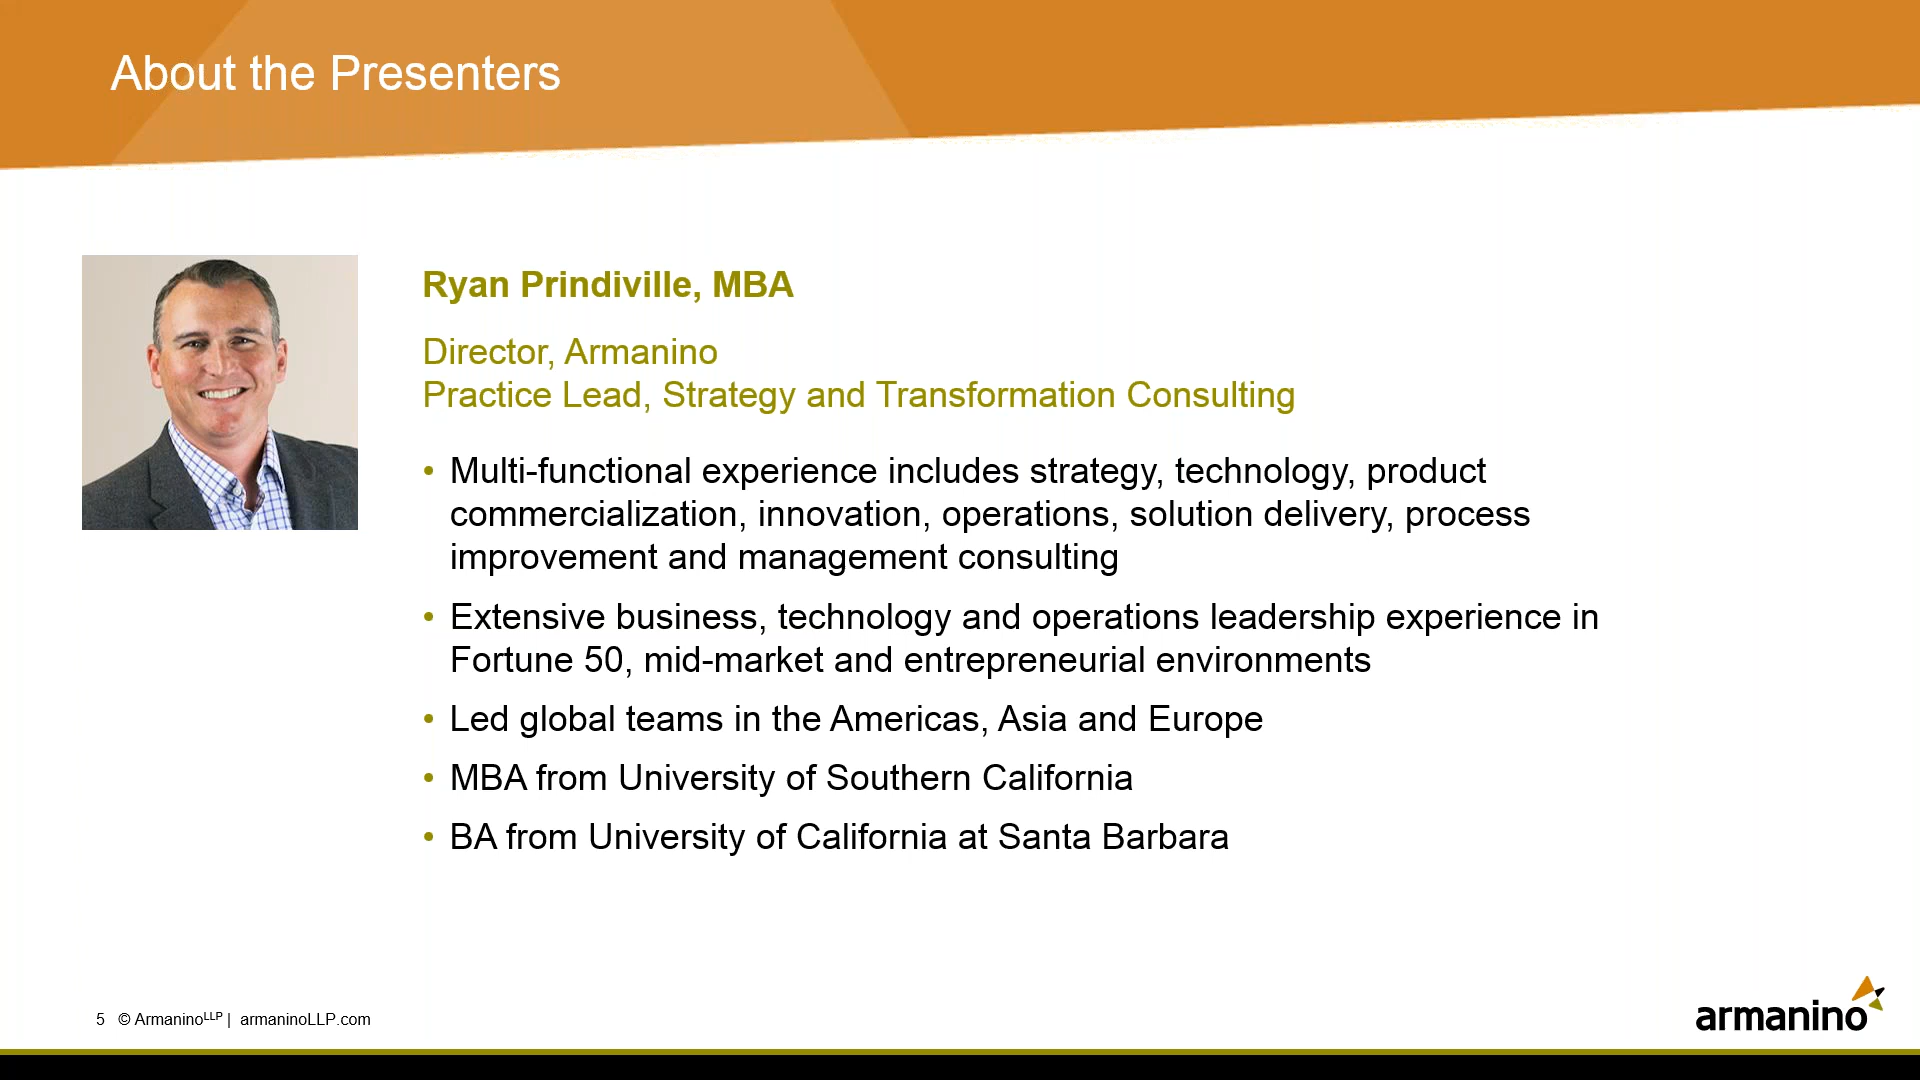 About the Presenters
Ryan Prindiville, MBA
Director, Armanino
Practice Lead, Strategy and Transformation Consulting
• Multi-functional experience includes strategy, technology, product
commercialization, innovation, operations, solution delivery, process
improvement and management consulting
• Extensive business, technology and operations leadership experience in
Fortune 50, mid-market and entrepreneurial environments
• Led global teams in the Americas, Asia and Europe
• MBA from University of Southern California
• BA from University of California at Santa Barbara
5 © ArmaninoLLP | armaninoLLP.com
armanino